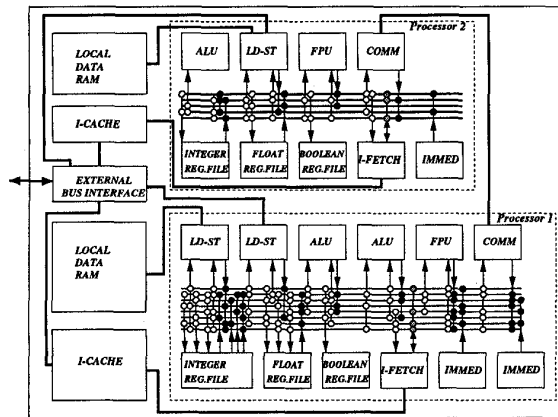 Processor 2
LOCAL
DATA
RAM
ALU
LD-ST
FPU
COMM
I-CACHE
INTEGER
REG.FILE
FLOAT
REG.FILE
BOOLEAN
REG.FILE
I-FETCH
IMMED
EXTERNAL
BUS INTERFACE
Processor 1
LOCAL
DATA
RAM
LD-ST
LD-ST
ALU
ALU
FPU
COMM
I-CACHE
INTEGER
REG.FILE
FLOAT
REG.FILE
BOOLEAN
REG.FILE
I-FETCH
IMMED
IMMED